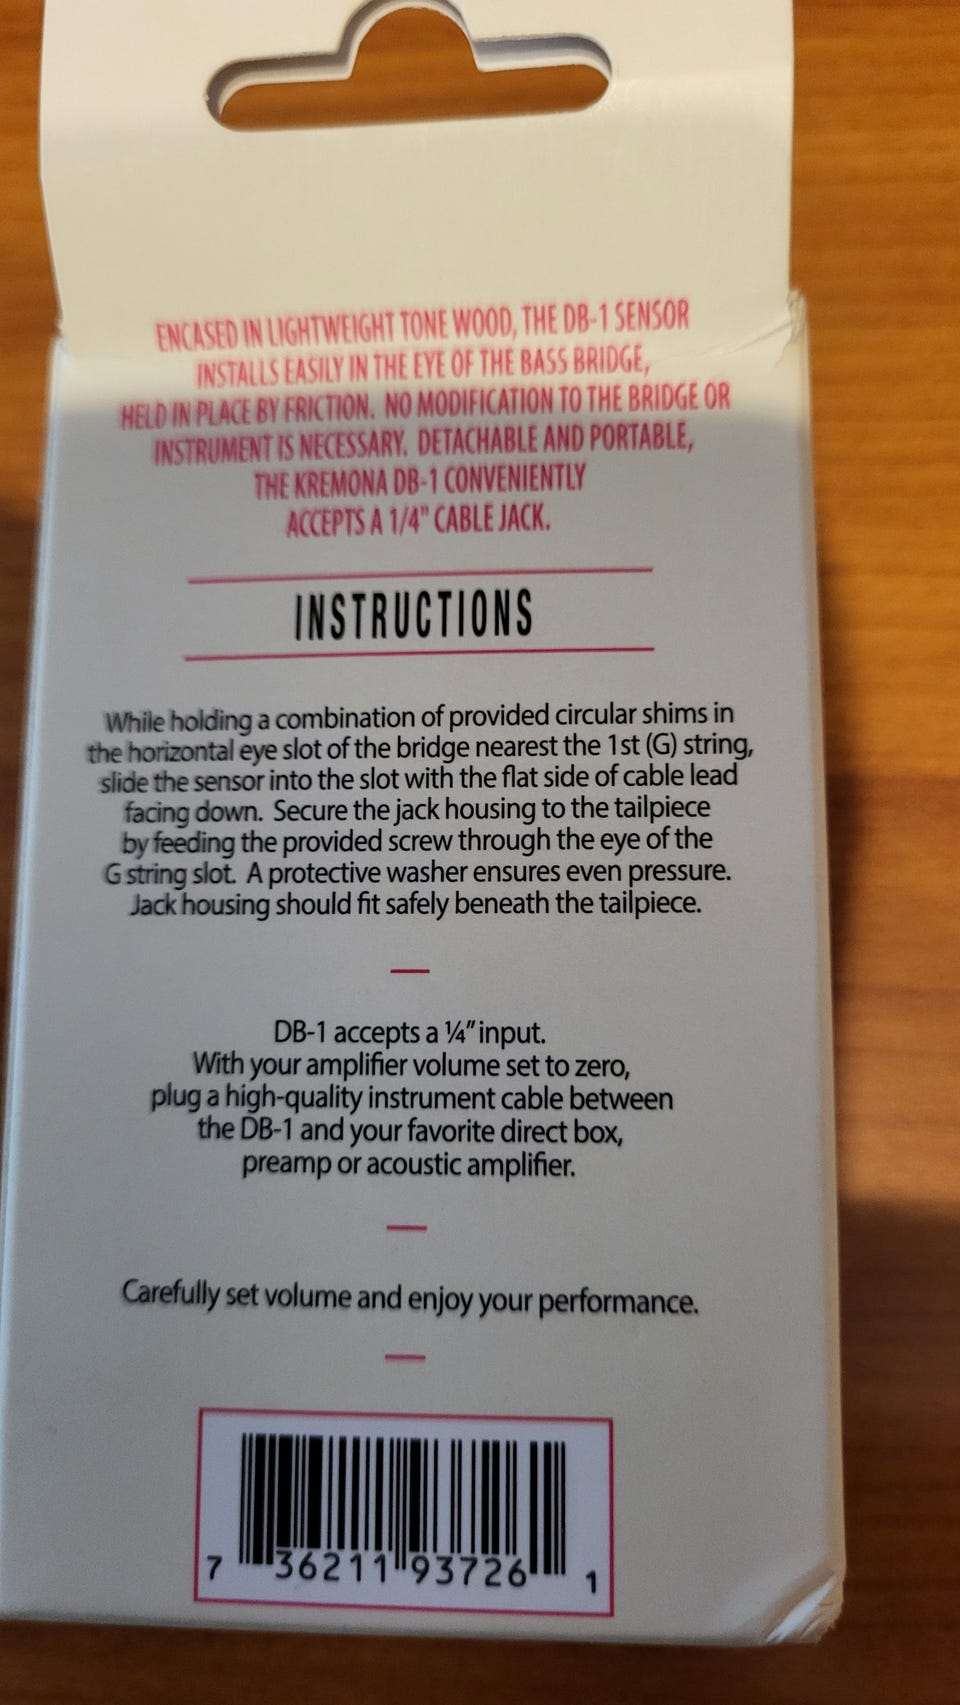 ENCASED IN LIGHTWEIGHT TONE WOOD, THE DB-1 SENSOR
INSTALLS EASILY IN THE EYE OF THE BASS BRIDGE,
HELD IN PLACE BY FRICTION. NO MODIFICATION TO THE BRIDGE OR
INSTRUMENT IS NECESSARY. DETACHABLE AND PORTABLE,
THE KREMONA DB-1 CONVENIENTLY
ACCEPTS A 1/4" CABLE JACK.
INSTRUCTIONS
While holding a combination of provided circular shims in
the horizontal eye slot of the bridge nearest the 1st (G) string,
slide the sensor into the slot with the flat side of cable lead
facing down. Secure the jack housing to the tailpiece
by feeding the provided screw through the eye of the
G string slot. A protective washer ensures even pressure.
Jack housing should fit safely beneath the tailpiece.
DB-1 accepts a ¼" input.
With your amplifier volume set to zero,
plug a high-quality instrument cable between
the DB-1 and your favorite direct box,
preamp or acoustic amplifier.
Carefully set volume and enjoy your performance.
7 36211 93726 1